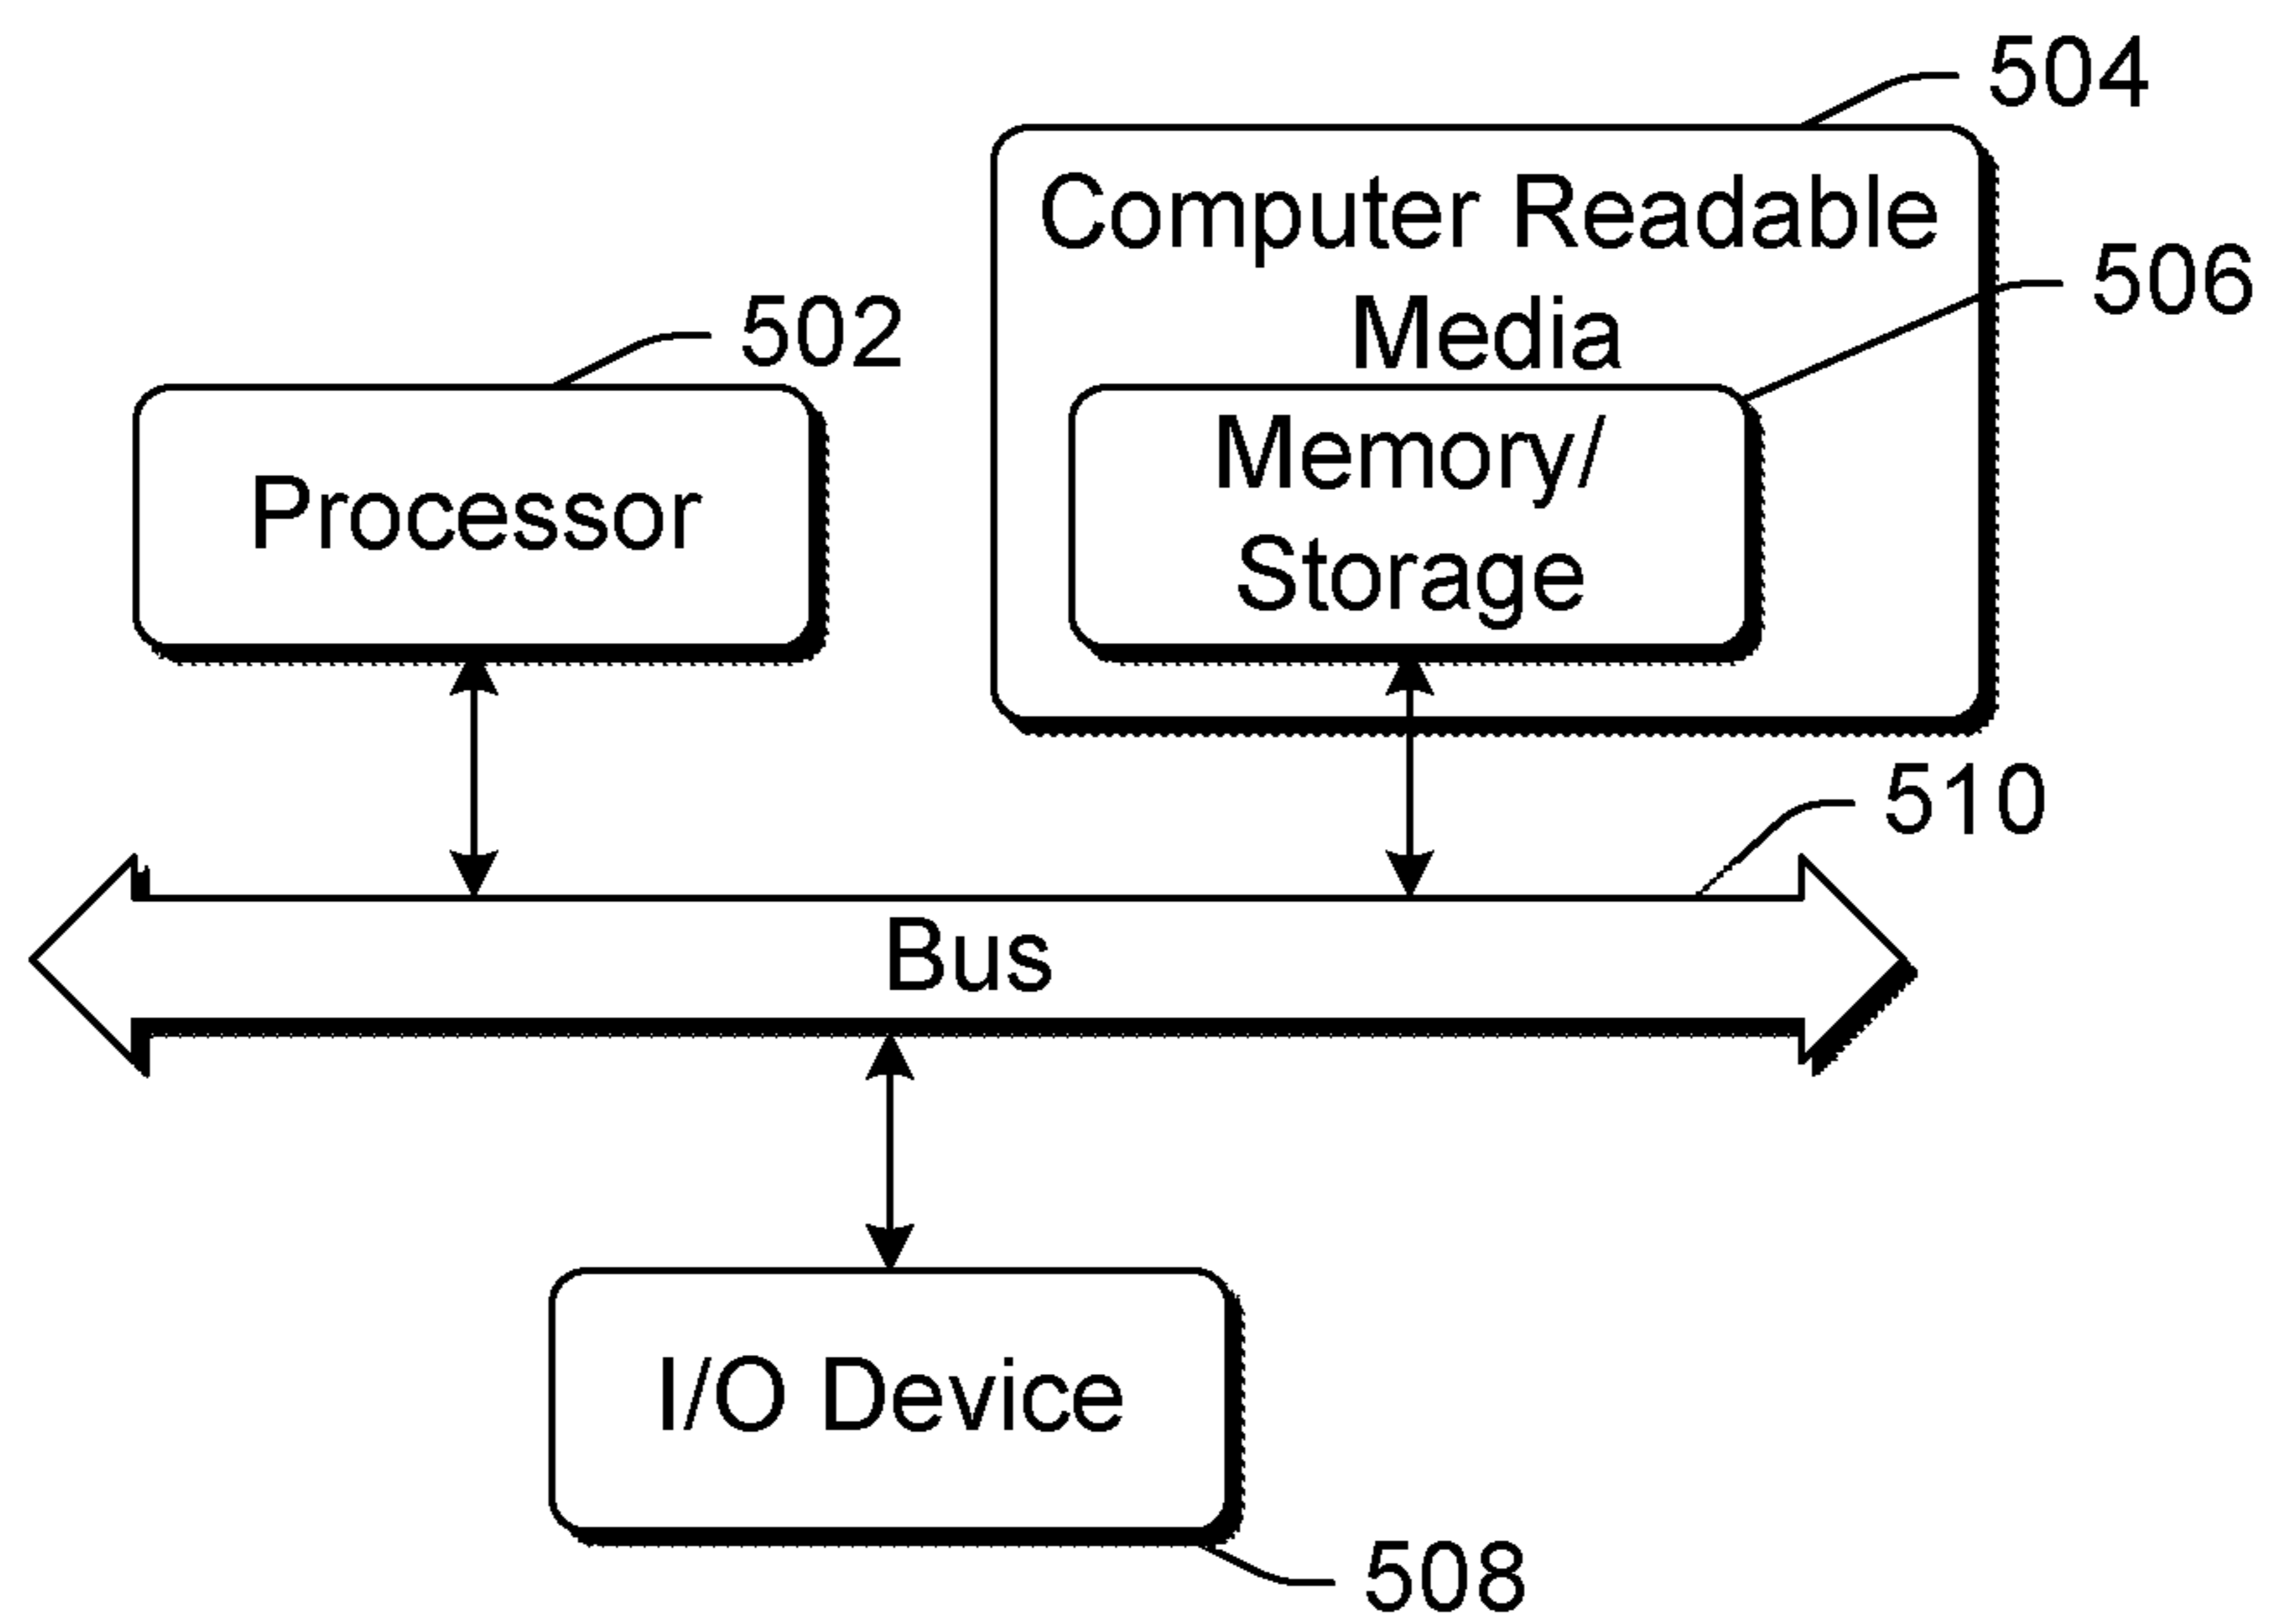 504
Computer Readable
Media
506
502
Processor
Memory/
Storage
510
Bus
I/O Device
508